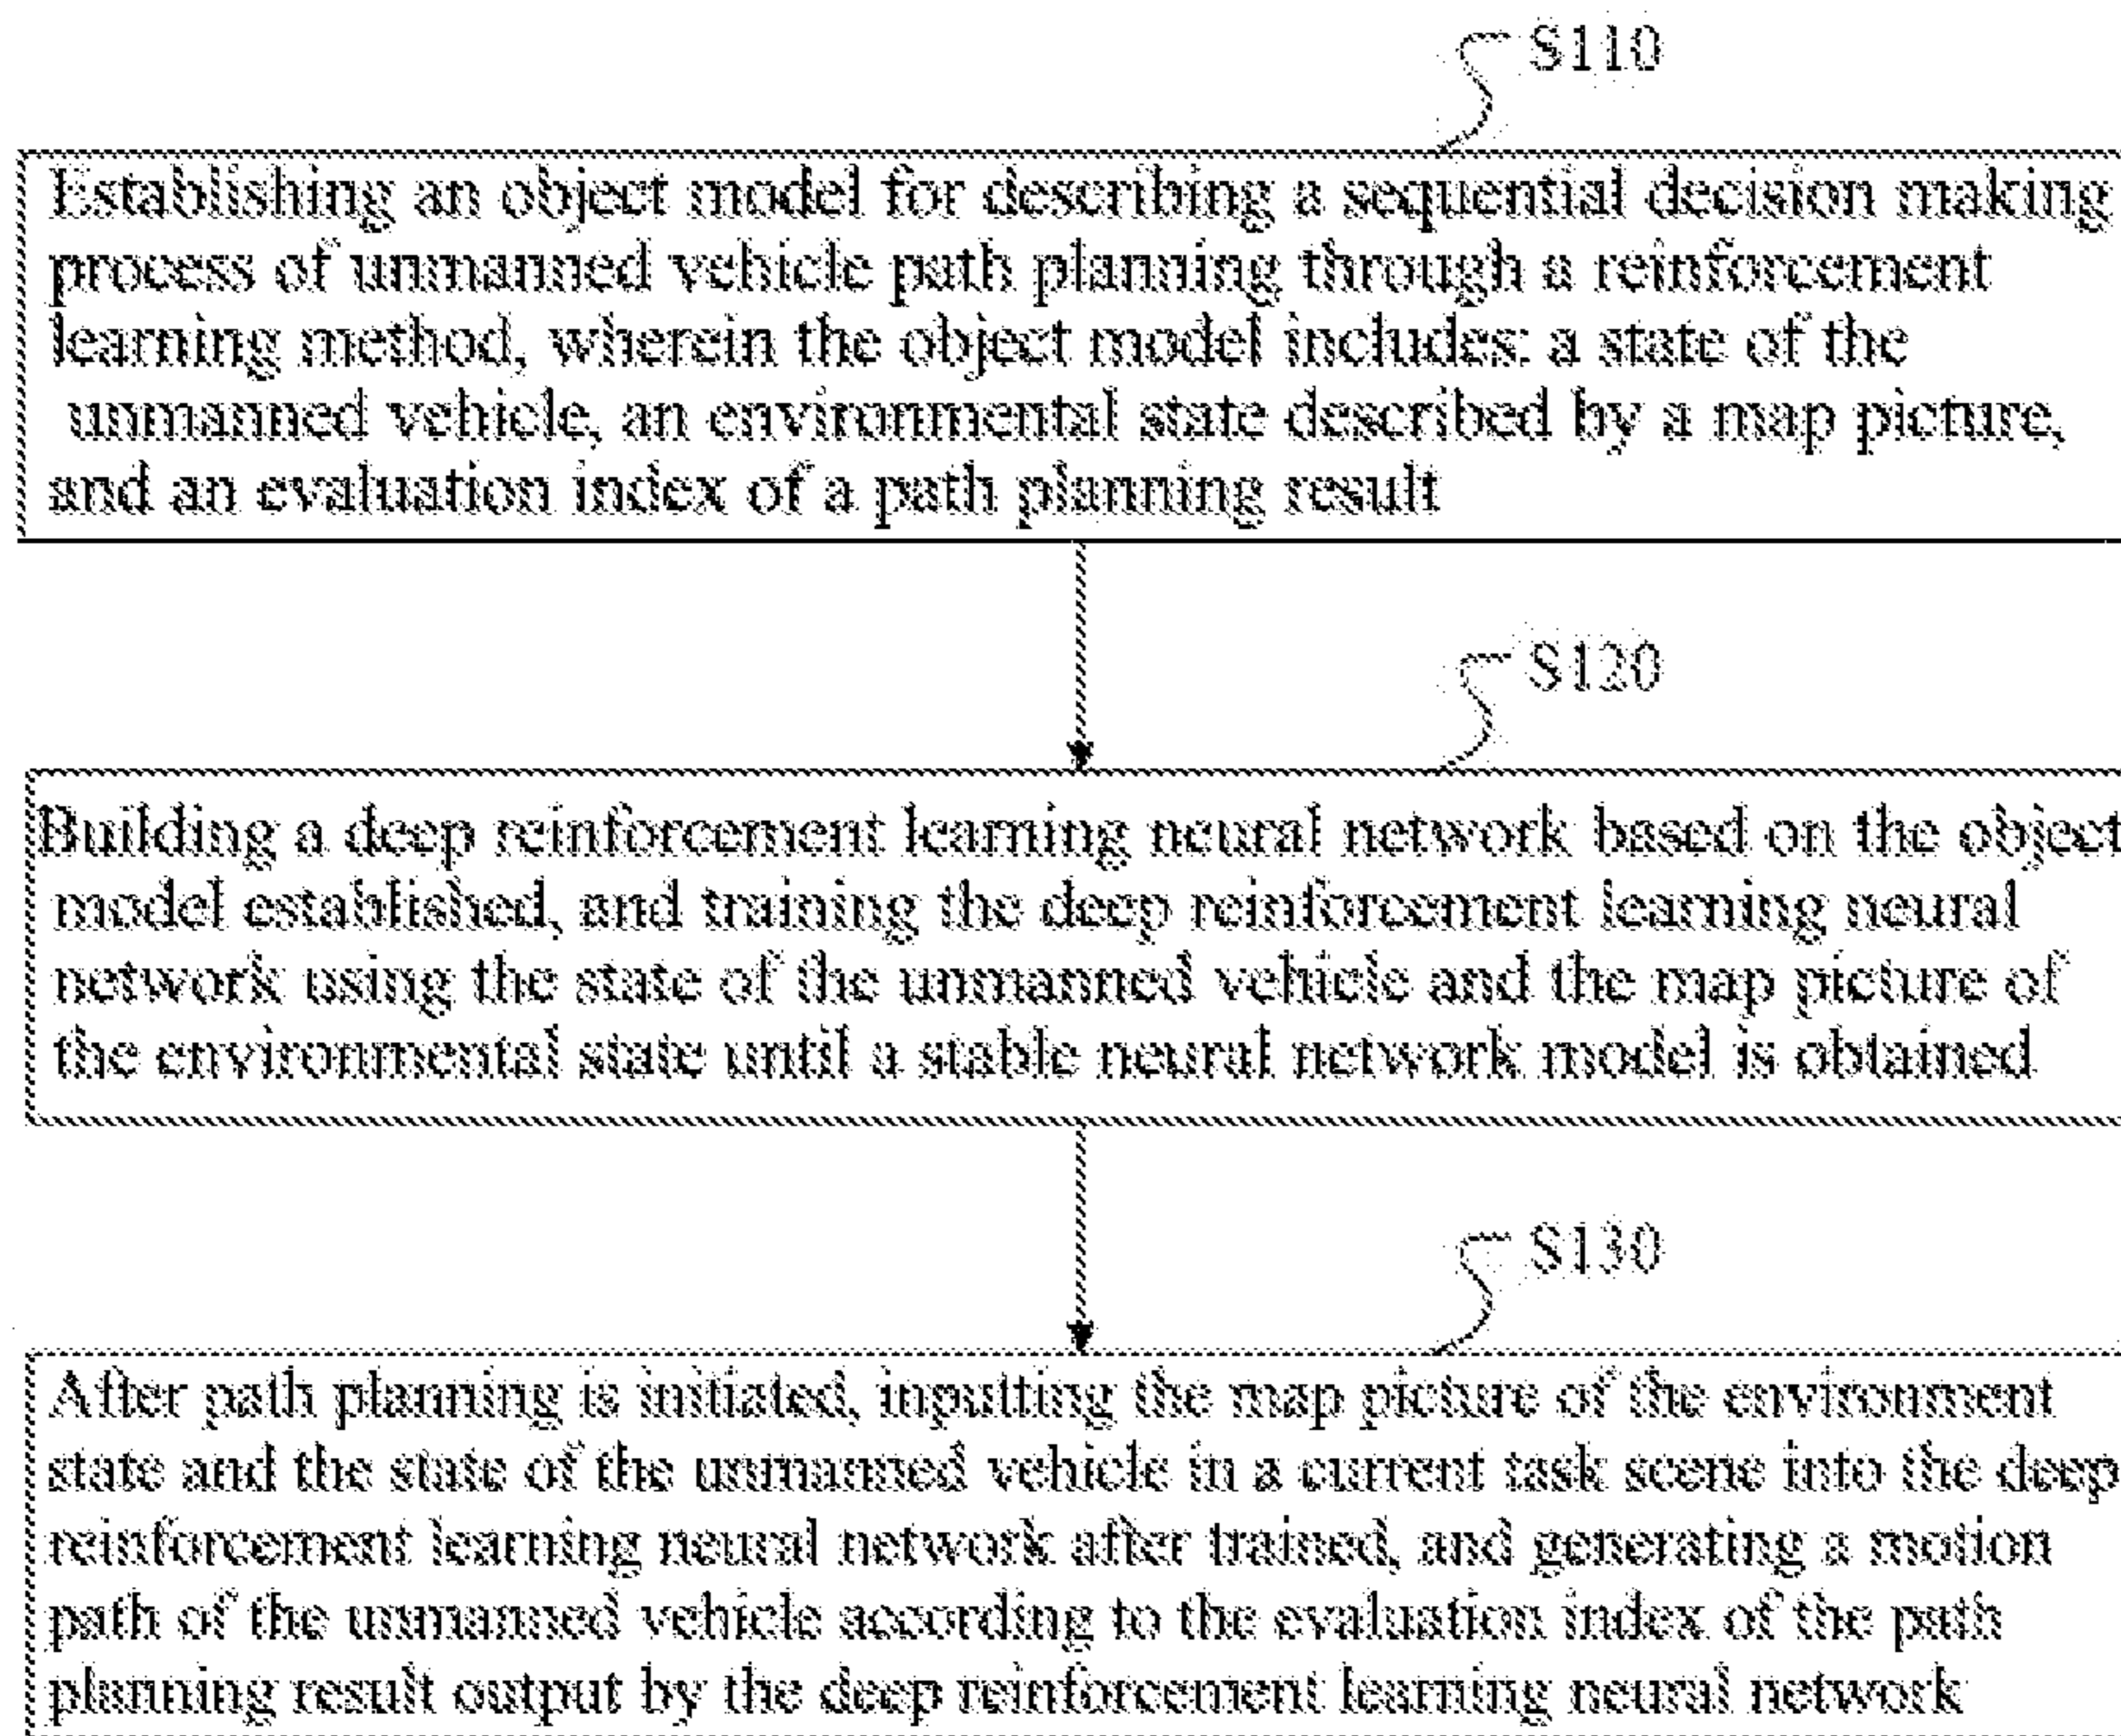 S110
Establishing an object model for describing a sequential decision making
process of unmanned vehicle path planning through a reinforcement
learning method, wherein the object model includes: a state of the
unmanned vehicle, an environmental state described by a map picture,
and an evaluation index of a path planning result
S120
Building a deep reinforcement learning neural network based on the object
model established, and training the deep reinforcement learning neural
network using the state of the unmanned vehicle and the map picture of
the environmental state until a stable neural network model is obtained
S130
After path planning is initiated, inputting the map picture of the environment
state and the state of the unmanned vehicle in a current task scene into the deep
reinforcement learning neural network after trained, and generating a motion
path of the unmanned vehicle according to the evaluation index of the path
planning result output by the deep reinforcement learning neural network